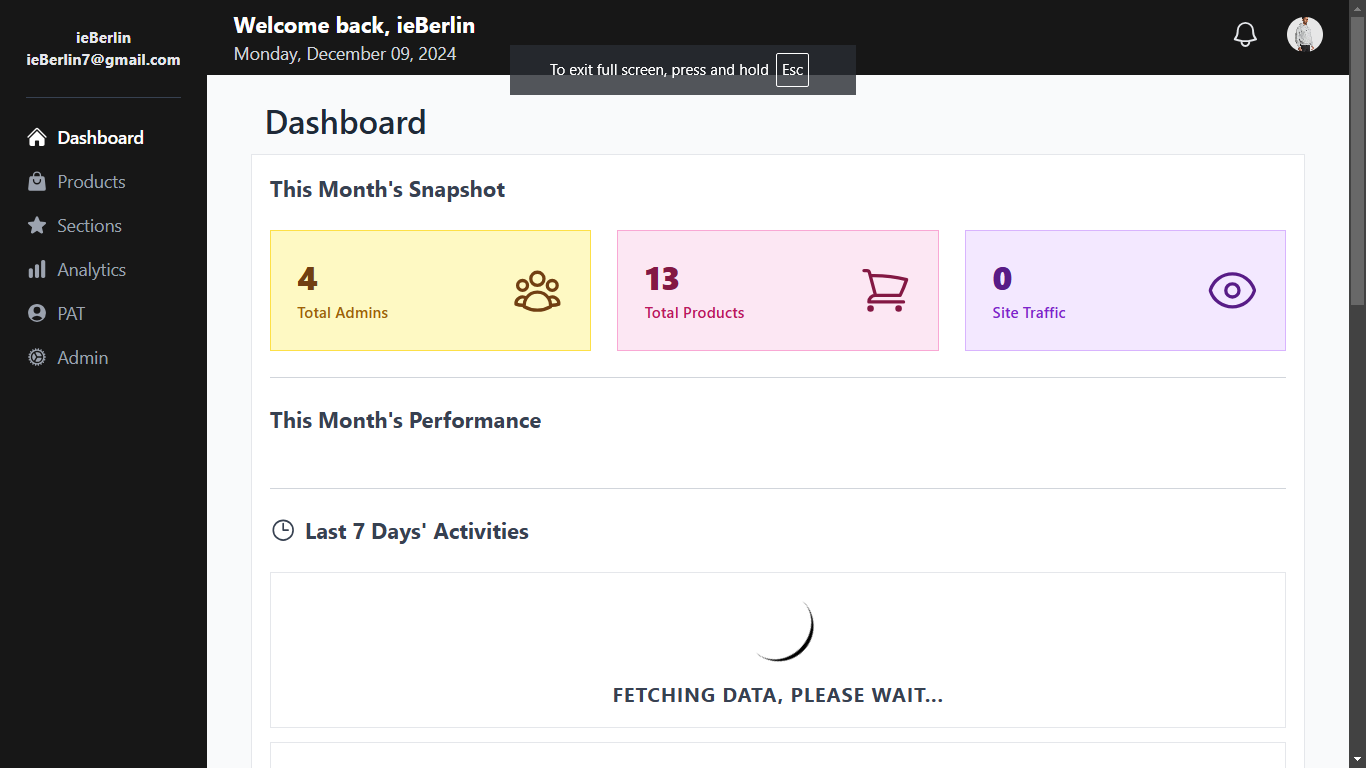 ieBerlin
ieBerlin7@gmail.com
Dashboard
Products
Sections
Analytics
PAT
Admin
Welcome back, ieBerlin
Monday, December 09, 2024
To exit full screen, press and hold Esc
Dashboard
This Month's Snapshot
4
Total Admins
13
Total Products
0
Site Traffic
This Month's Performance
Last 7 Days' Activities
FETCHING DATA, PLEASE WAIT...